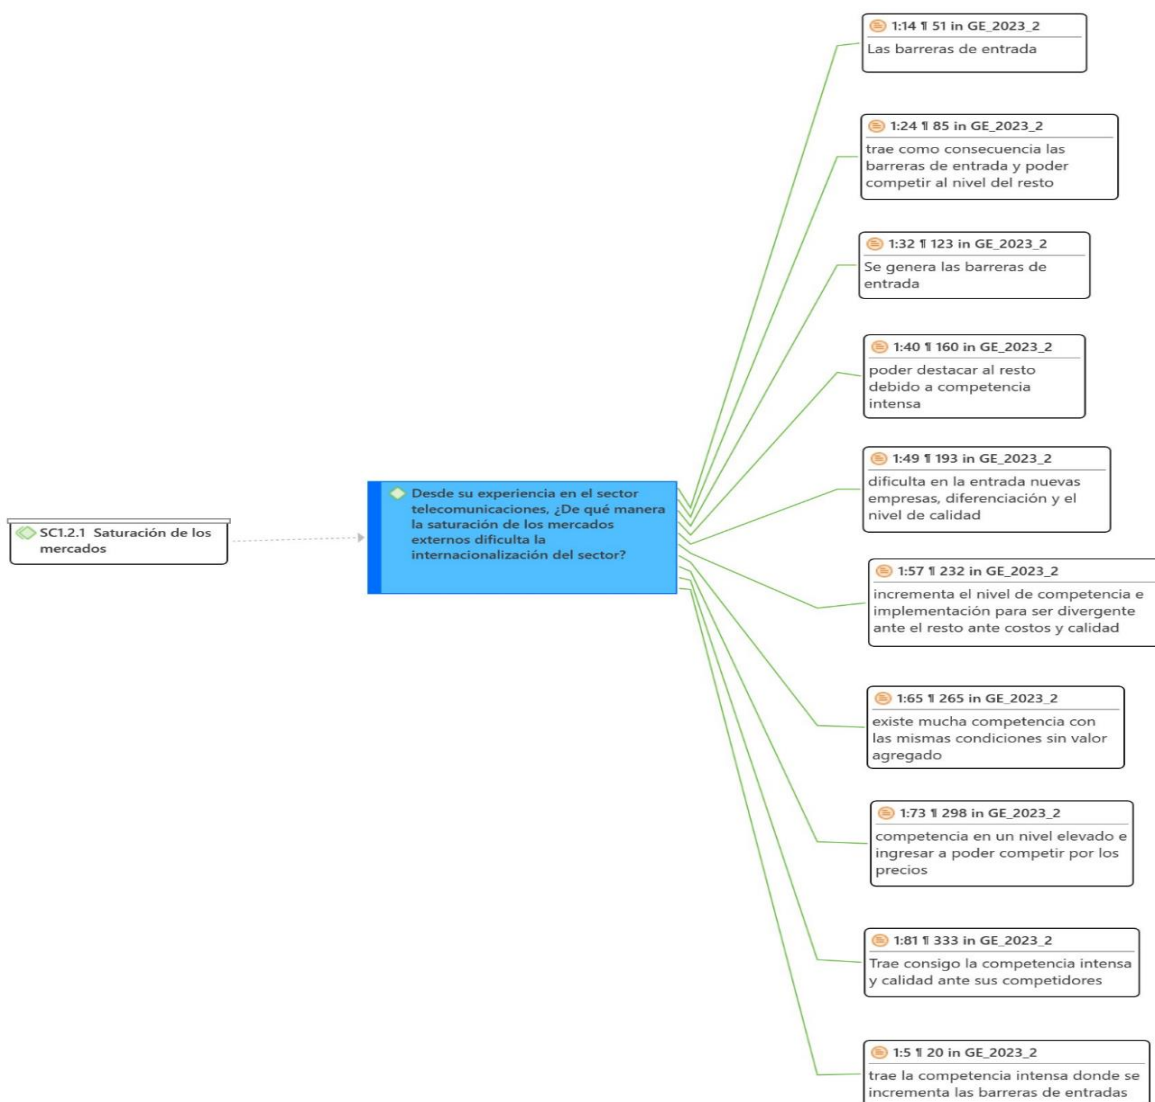 SC1.2.1 Saturación de los
mercados
Desde su experiencia en el sector
telecomunicaciones, ¿De qué manera
la saturación de los mercados
externos dificulta la
internacionalización del sector?
1:14 ¶ 51 in GE_2023_2
Las barreras de entrada
1:24 ¶ 85 in GE_2023_2
trae como consecuencia las
barreras de entrada y poder
competir al nivel del resto
1:32 ¶ 123 in GE_2023_2
Se genera las barreras de
entrada
1:40 ¶ 160 in GE_2023_2
poder destacar al resto
debido a competencia
intensa
1:49 ¶ 193 in GE_2023_2
dificulta en la entrada nuevas
empresas, diferenciación y el
nivel de calidad
1:57 ¶ 232 in GE_2023_2
incrementa el nivel de competencia e
implementación para ser divergente
ante el resto ante costos y calidad
1:65 ¶ 265 in GE_2023_2
existe mucha competencia con
las mismas condiciones sin valor
agregado
1:73 ¶ 298 in GE_2023_2
competencia en un nivel elevado e
ingresar a poder competir por los
precios
1:81 ¶ 333 in GE_2023_2
Trae consigo la competencia intensa
y calidad ante sus competidores
1:5 ¶ 20 in GE_2023_2
trae la competencia intensa donde se
incrementa las barreras de entradas